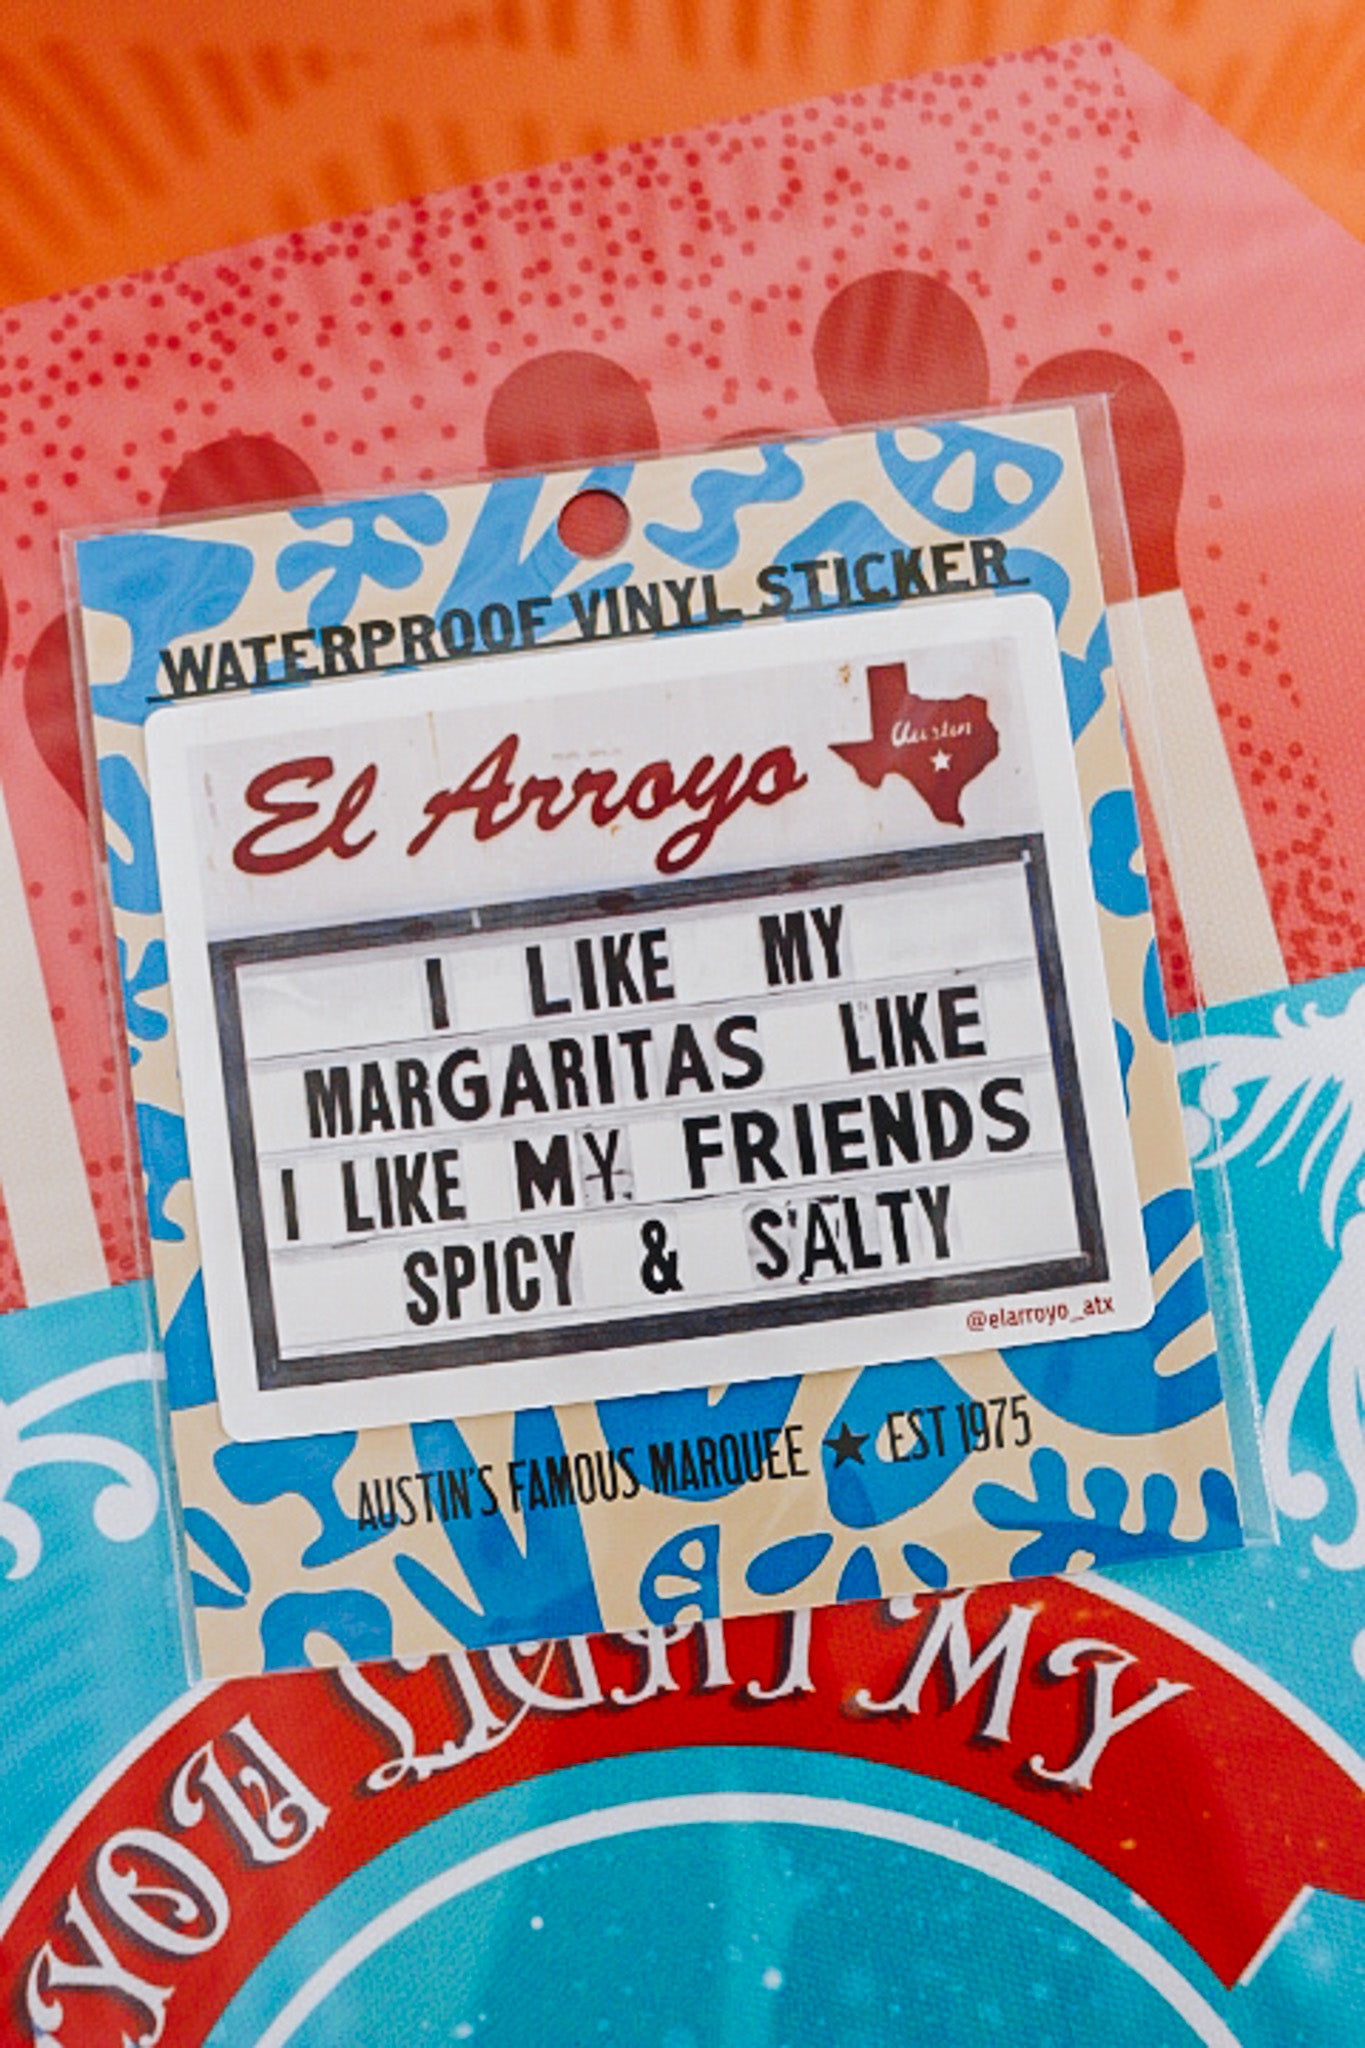 WATERPROOF VINYL STICKER
El Arroyo
Austin
I LIKE MY
MARGARITAS LIKE
I LIKE MY FRIENDS
SPICY & SALTY
@elarroyo_atx
AUSTIN'S FAMOUS MARQUEE ★ EST 1975
YOU LIGHT MY